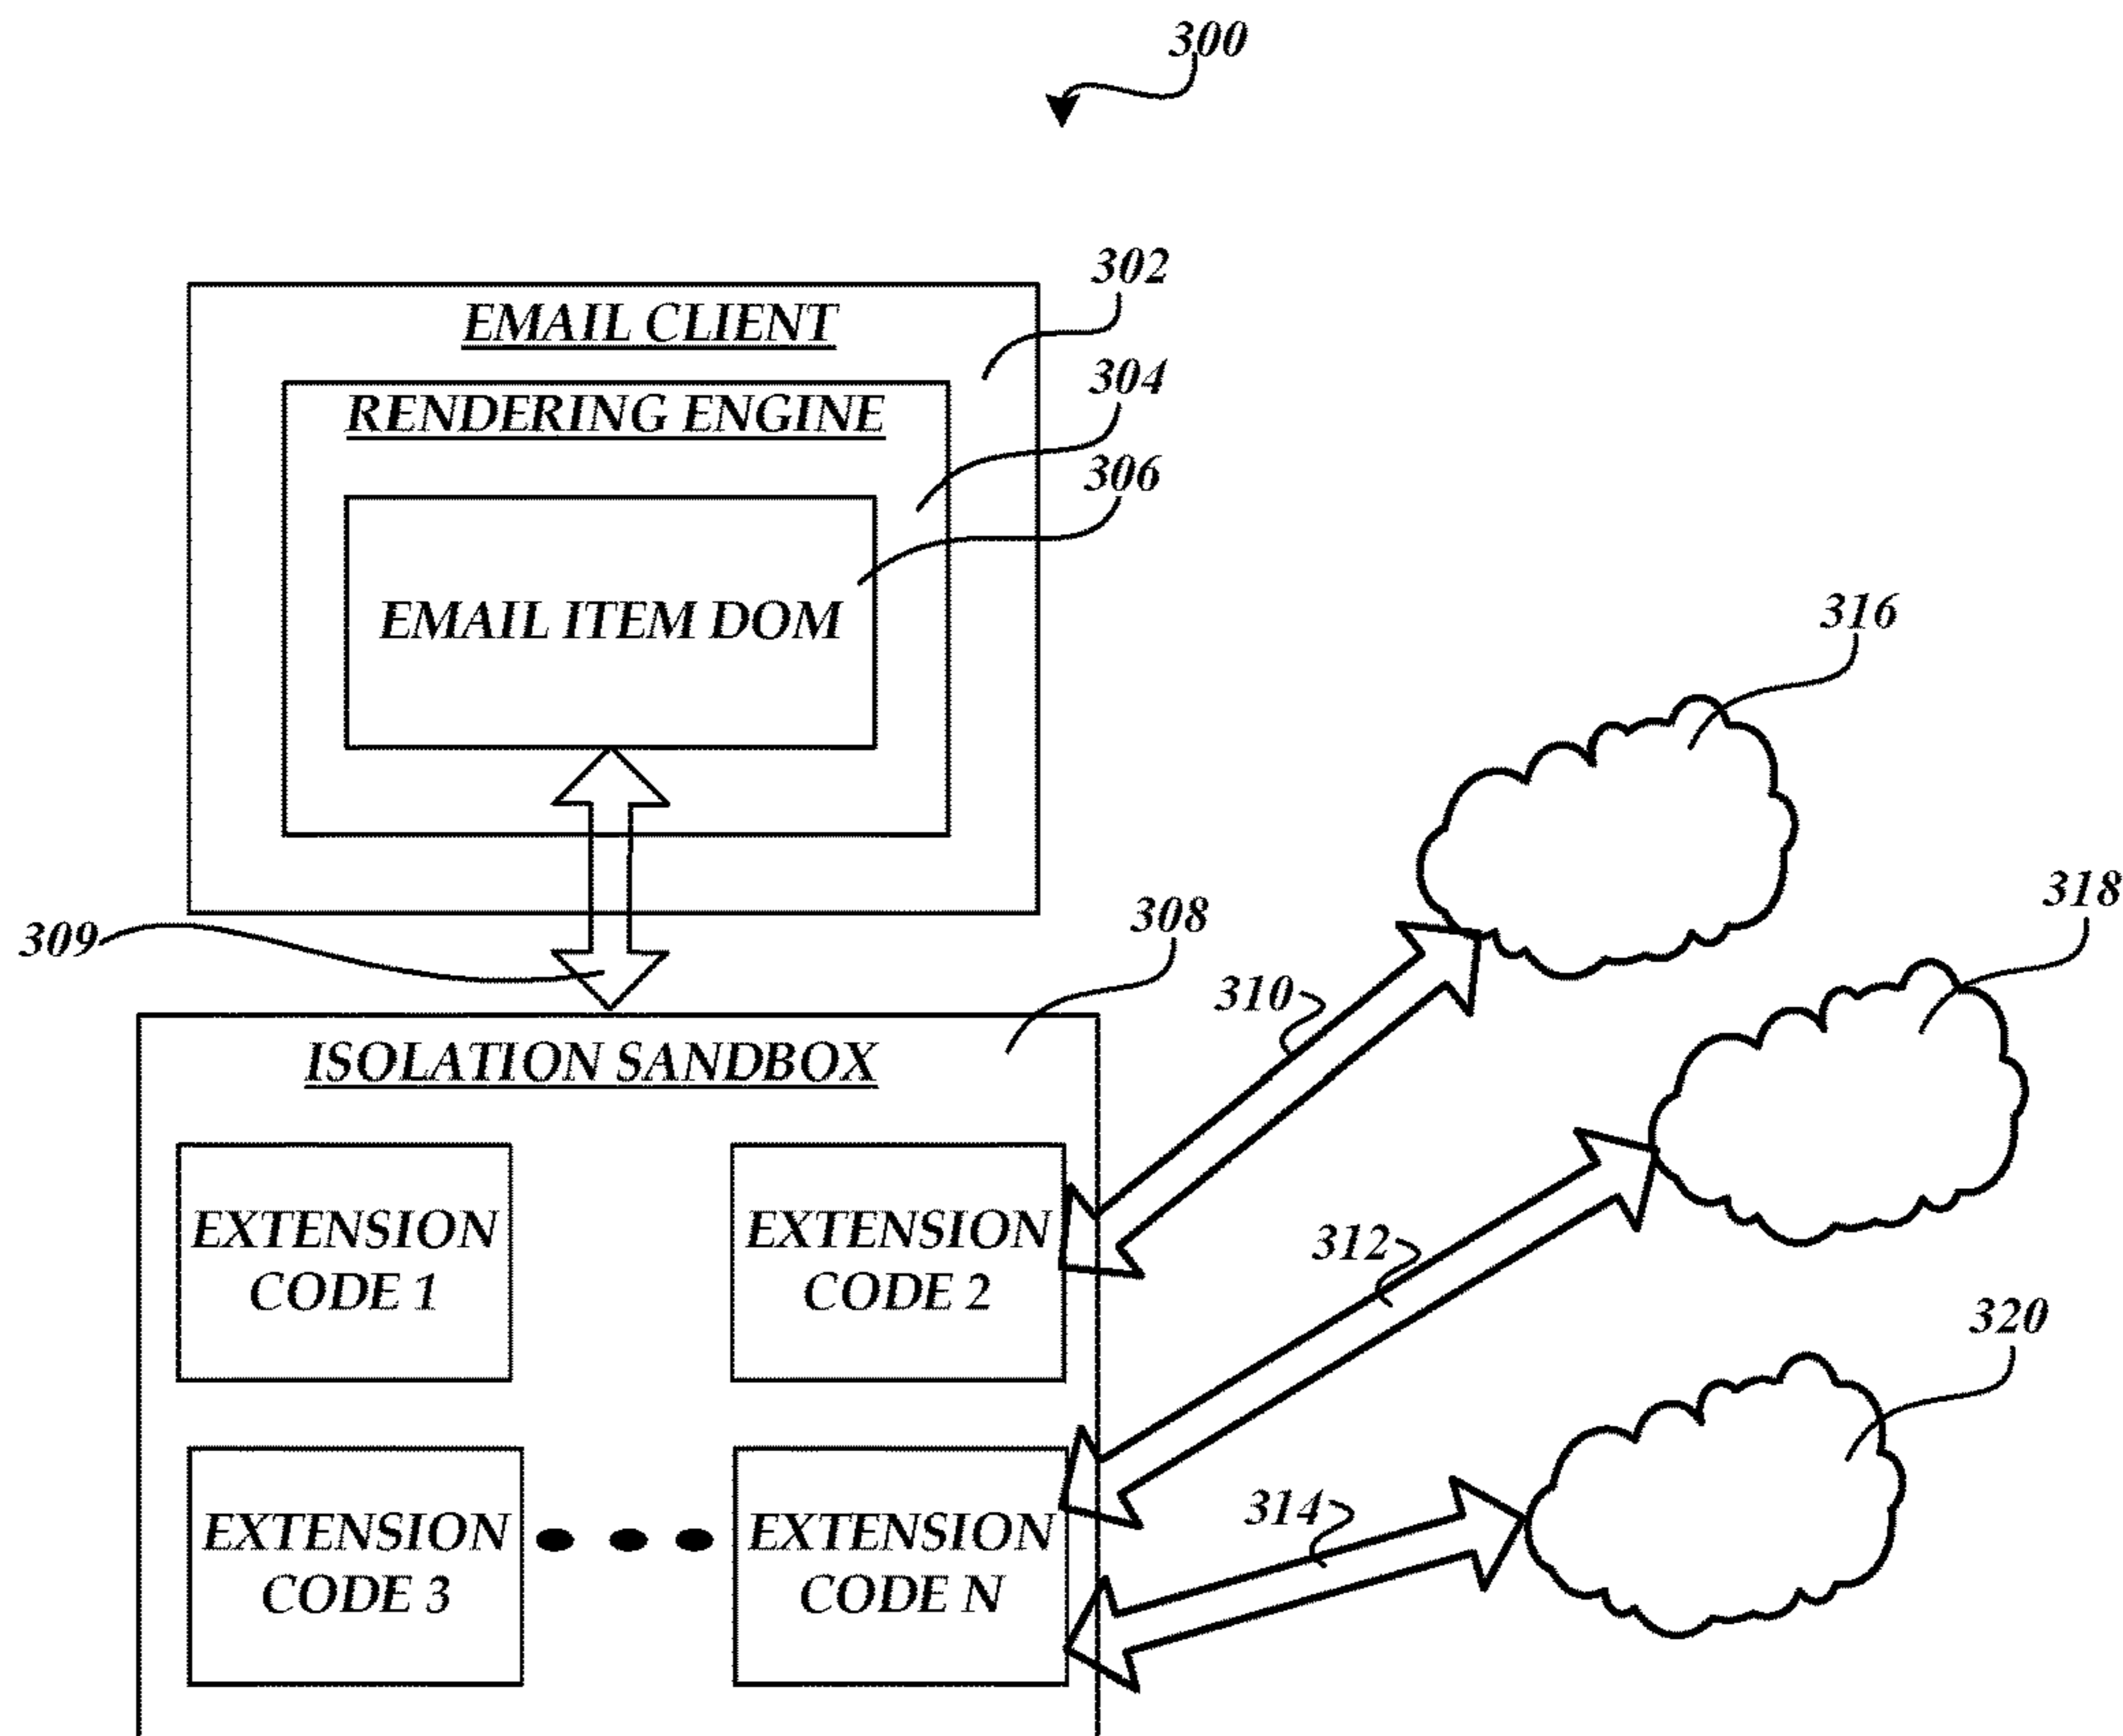 300
302
EMAIL CLIENT
304
RENDERING ENGINE
306
EMAIL ITEM DOM
316
318
308
309
310
ISOLATION SANDBOX
EXTENSION
CODE 1
EXTENSION
CODE 2
312
320
314
EXTENSION
CODE 3
EXTENSION
CODE N